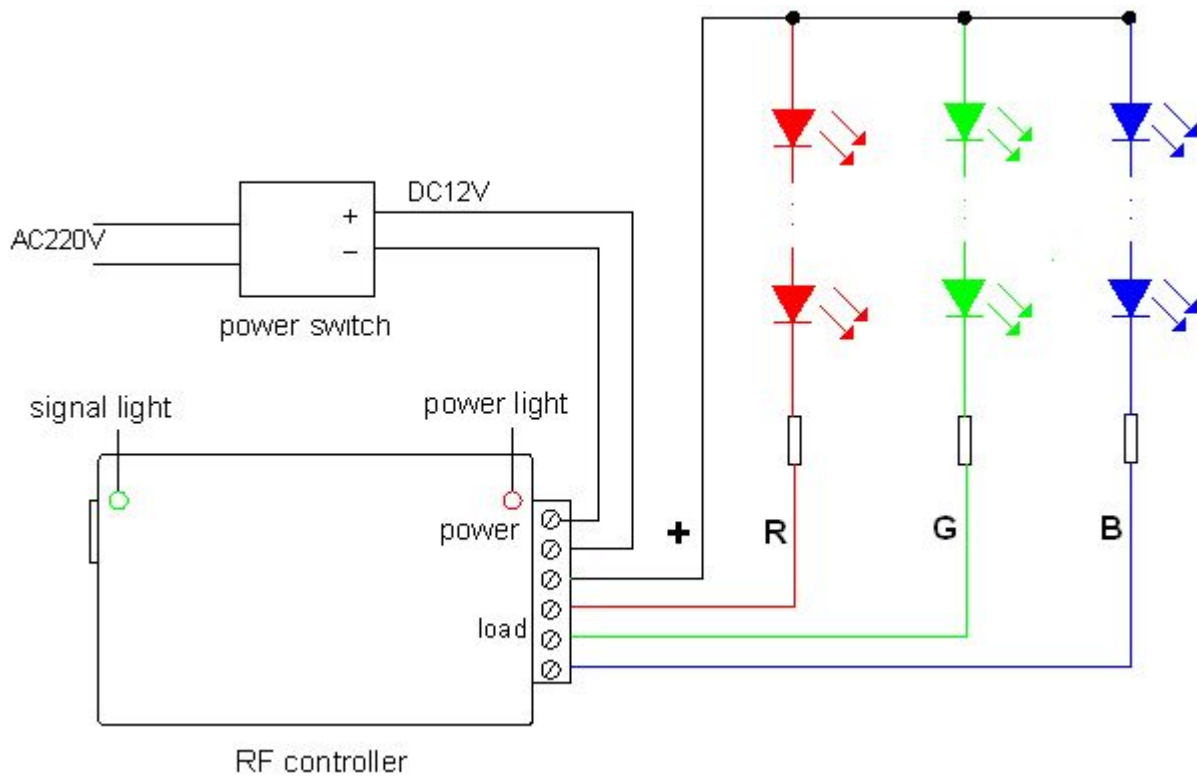 DC12V
+
AC220V
−
power switch
signal light
power light
power
+
R
G
B
load
RF controller